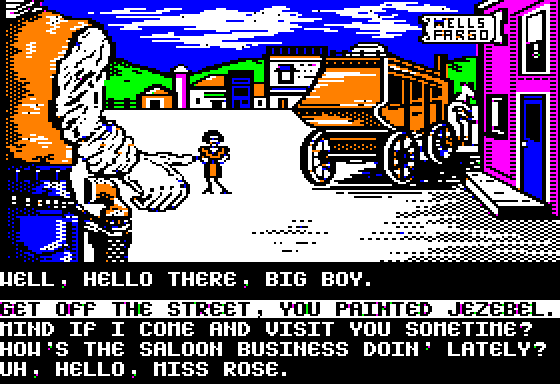 WELLS
FARGO
WELL, HELLO THERE, BIG BOY.
GET OFF THE STREET, YOU PAINTED JEZEBEL.
MIND IF I COME AND VISIT YOU SOMETIME?
HOW'S THE SALOON BUSINESS DOIN' LATELY?
UH, HELLO, MISS ROSE.